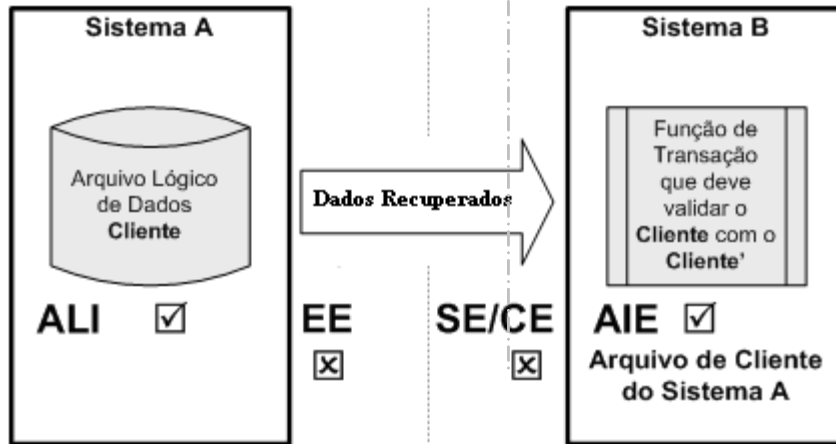 Sistema A
Arquivo Lógico
de Dados
Cliente
ALI
EE
Dados Recuperados
SE/CE
Sistema B
Função de
Transação
que deve
validar o
Cliente com o
Cliente’
AIE
Arquivo de Cliente
do Sistema A